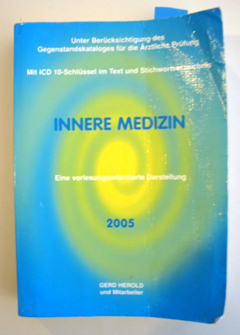 Unter Berücksichtigung des
Gegenstandskataloges für die Ärztliche Prüfung
Mit ICD 10-Schlüssel im Text und Stichwortverzeichnis
INNERE MEDIZIN
Eine vorlesungsorientierte Darstellung
2005
GERD HEROLD
und Mitarbeiter